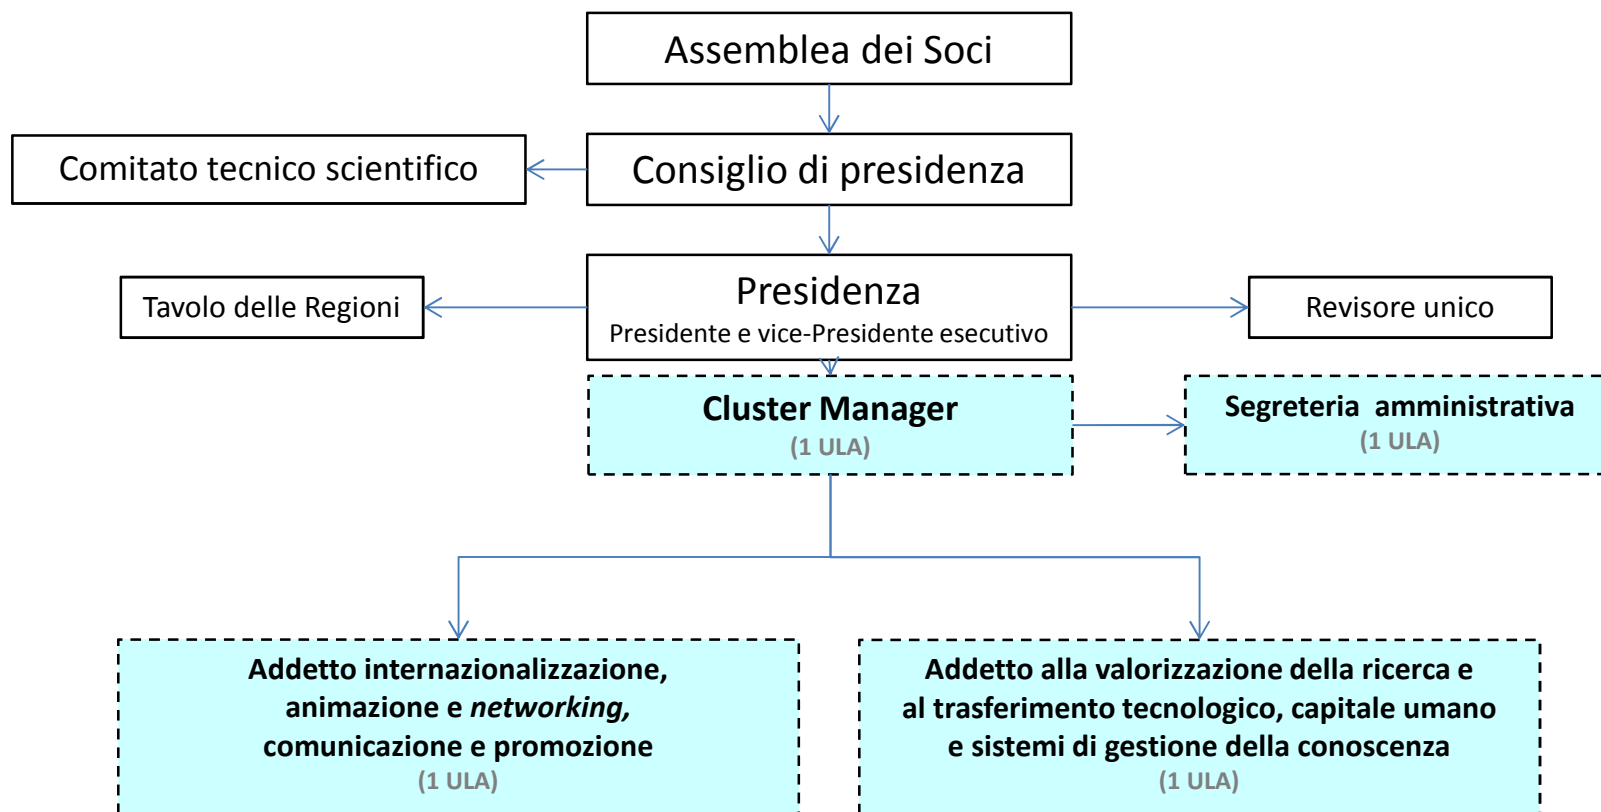 Assemblea dei Soci
Comitato tecnico scientifico
Consiglio di presidenza
Presidenza
Presidente e vice-Presidente esecutivo
Tavolo delle Regioni
Revisore unico
Cluster Manager
(1 ULA)
Segreteria amministrativa
(1 ULA)
Addetto internazionalizzazione,
animazione e networking,
comunicazione e promozione
(1 ULA)
Addetto alla valorizzazione della ricerca e
al trasferimento tecnologico, capitale umano
e sistemi di gestione della conoscenza
(1 ULA)